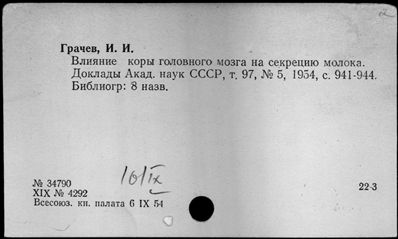 Грачев, И. И.
Влияние коры головного мозга на секрецию молока.
Доклады Акад. наук СССР, т. 97, № 5, 1954, с. 941-944.
Библиогр: 8 назв.
№ 34790
XIX № 4292
Всесоюз. кн. палата 6 IX 54
22-3